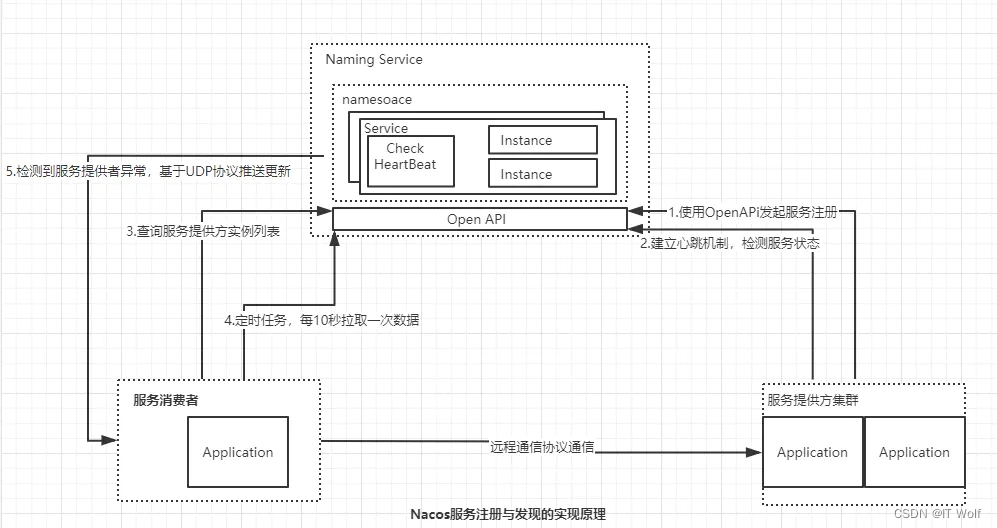 Naming Service
namesoace
Service
Check
HeartBeat
Instance
Instance
5.检测到服务提供者异常，基于UDP协议推送更新
Open API
1.使用OpenAPi发起服务注册
3.查询服务提供方实例列表
2.建立心跳机制，检测服务状态
4.定时任务，每10秒拉取一次数据
服务消费者
Application
服务提供方集群
Application
Application
远程通信协议通信
Nacos服务注册与发现的实现原理
CSDN @IT Wolf